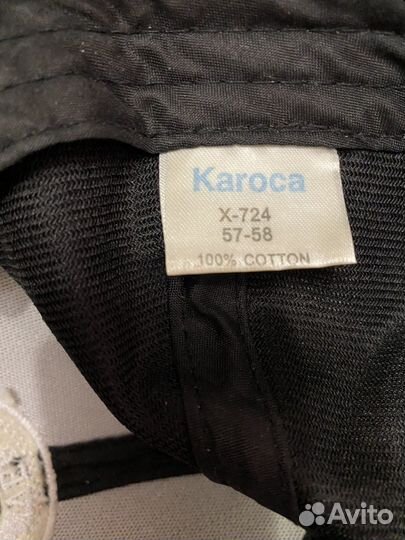 Karoca
X-724
57-58
100% COTTON
Avito